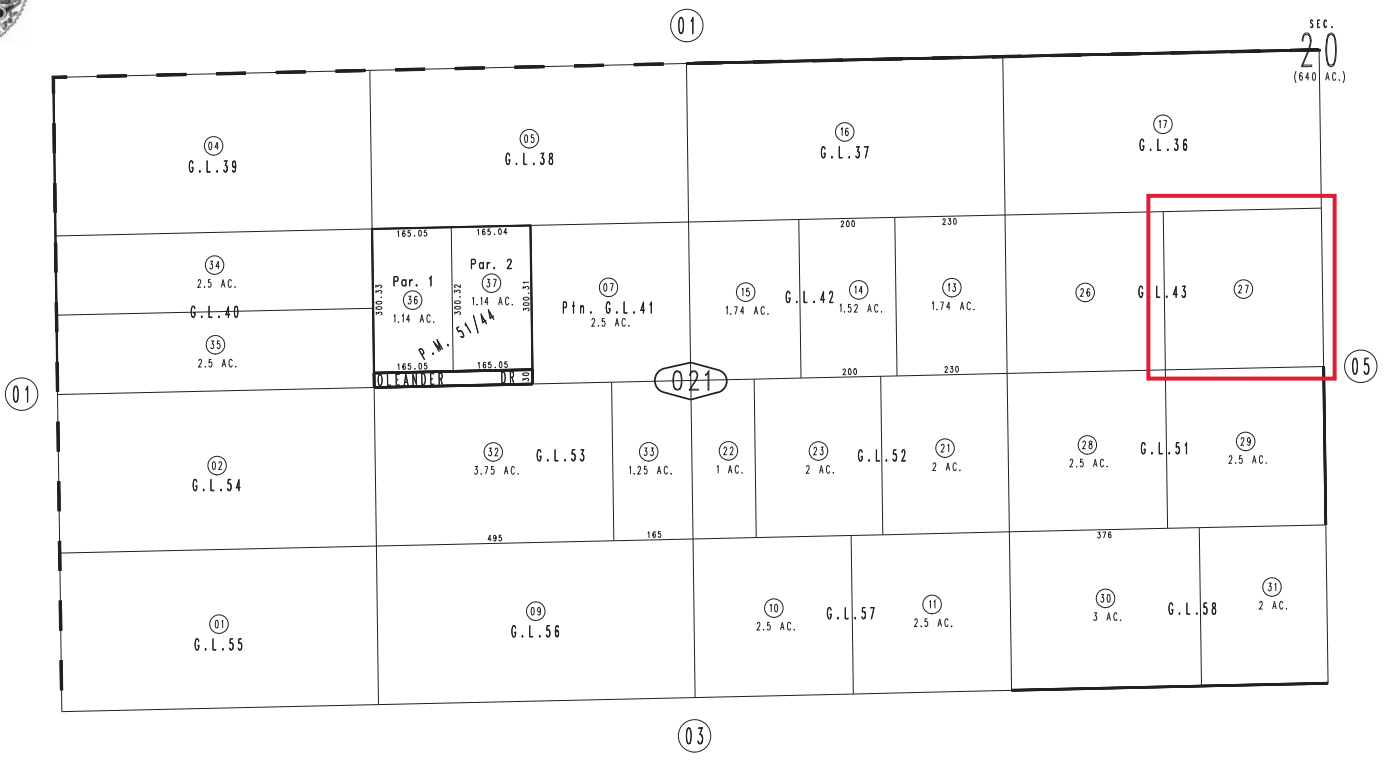 01
SEC.
20
(640 AC.)
04
G.L.39
05
G.L.38
16
G.L.37
17
G.L.36
34
2.5 AC.
G.L.40
35
2.5 AC.
165.05
165.04
Par. 1
36
1.14 AC.
Par. 2
37
1.14 AC.
300.33
300.32
300.31
P.M. 51/44
165.05
165.05
OLEANDER DR
30
07
Ptn. G.L.41
2.5 AC.
15
1.74 AC.
G.L.42
200
14
1.52 AC.
200
230
13
1.74 AC.
230
26
G.L.43
27
01
021
05
02
G.L.54
32
3.75 AC.
G.L.53
33
1.25 AC.
495
165
22
1 AC.
23
2 AC.
G.L.52
21
2 AC.
28
2.5 AC.
G.L.51
29
2.5 AC.
376
01
G.L.55
09
G.L.56
10
2.5 AC.
G.L.57
11
2.5 AC.
30
3 AC.
G.L.58
31
2 AC.
03